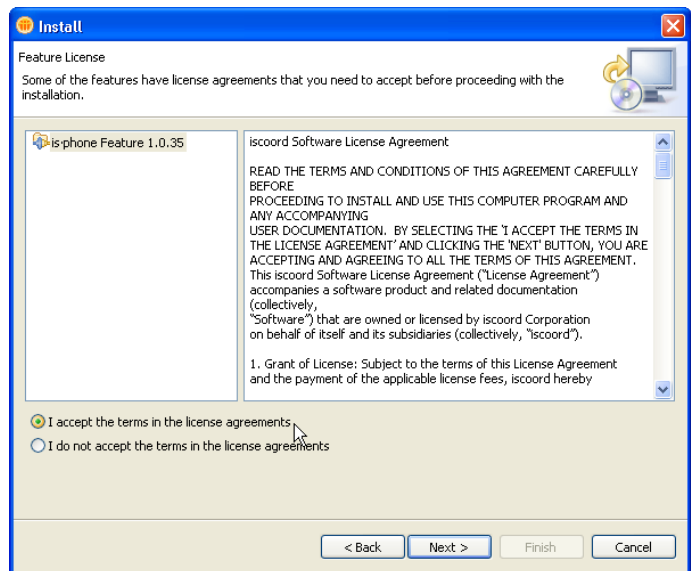 Install
Feature License
Some of the features have license agreements that you need to accept before proceeding with the
installation.
is-phone Feature 1.0.35
iscoord Software License Agreement
READ THE TERMS AND CONDITIONS OF THIS AGREEMENT CAREFULLY
BEFORE
PROCEEDING TO INSTALL AND USE THIS COMPUTER PROGRAM AND
ANY ACCOMPANYING
USER DOCUMENTATION.  BY SELECTING THE 'I ACCEPT THE TERMS IN
THE LICENSE AGREEMENT' AND CLICKING THE 'NEXT' BUTTON, YOU ARE
ACCEPTING AND AGREEING TO ALL THE TERMS OF THIS AGREEMENT.
This iscoord Software License Agreement ("License Agreement")
accompanies a software product and related documentation
(collectively,
"Software") that are owned or licensed by iscoord Corporation
on behalf of itself and its subsidiaries (collectively, "iscoord").
1. Grant of License: Subject to the terms of this License Agreement
and the payment of the applicable license fees, iscoord hereby
I accept the terms in the license agreements
I do not accept the terms in the license agreements
< Back
Next >
Finish
Cancel